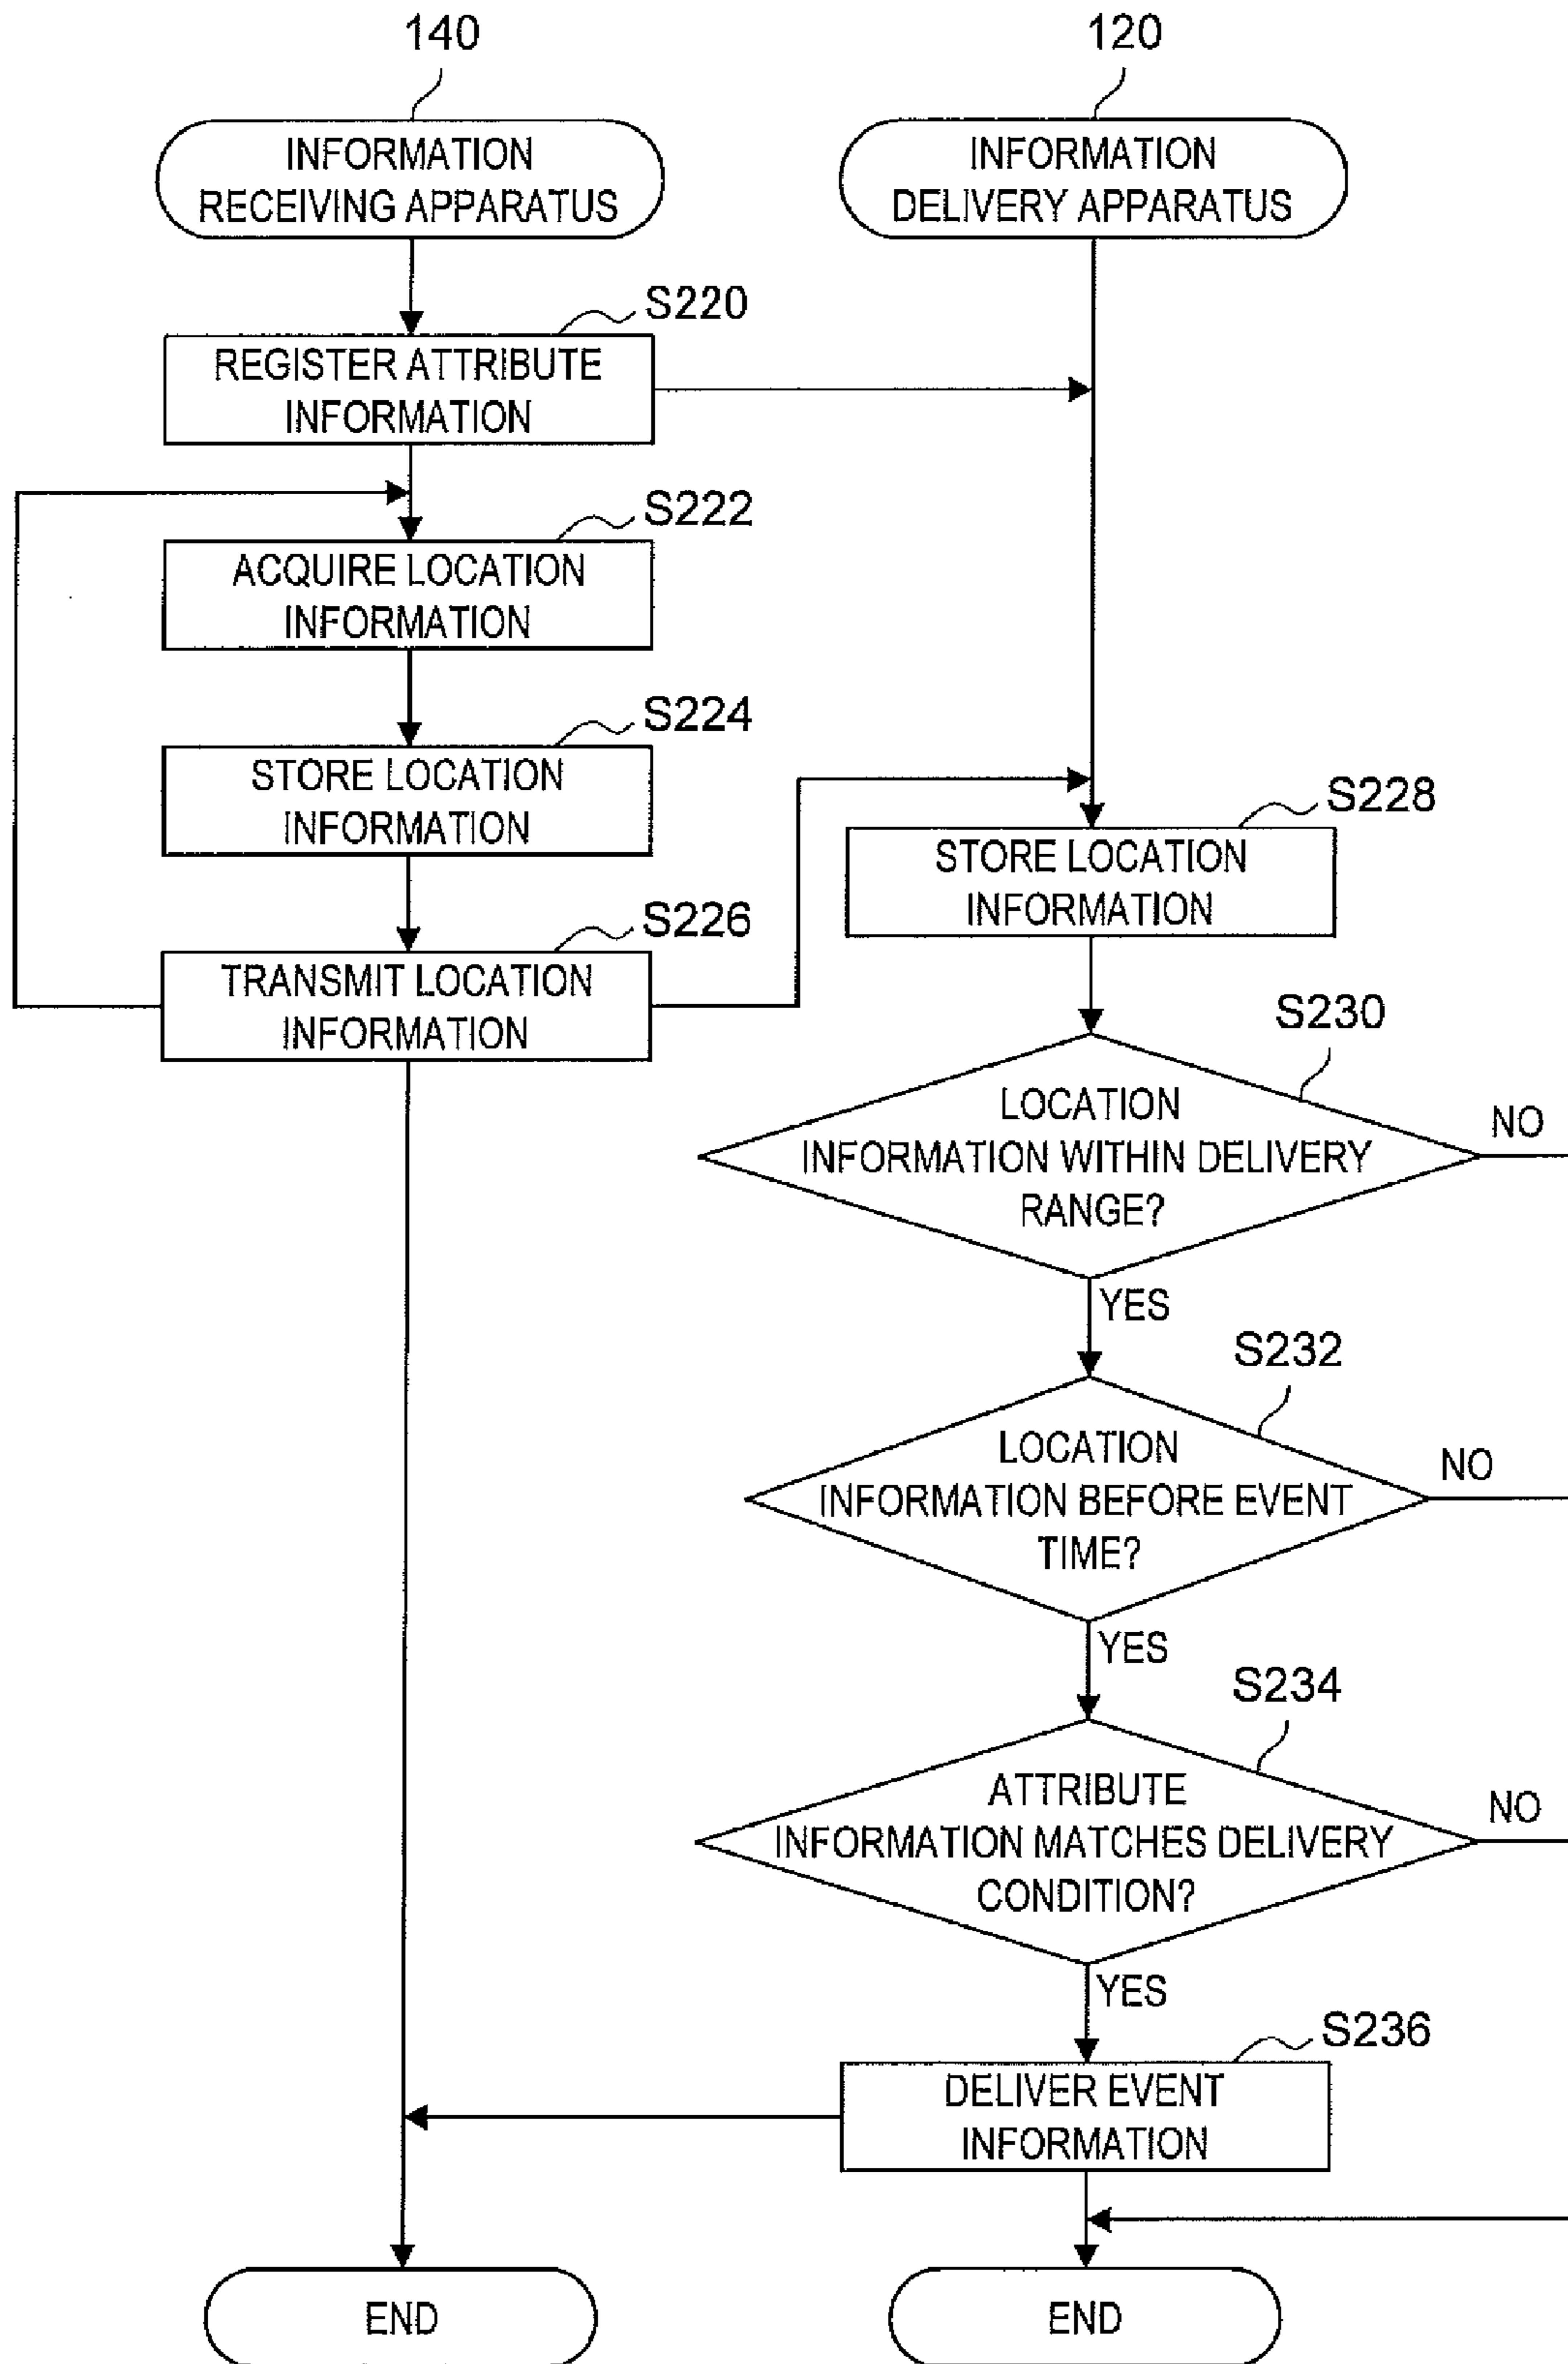 140
INFORMATION
RECEIVING APPARATUS
120
INFORMATION
DELIVERY APPARATUS
S220
REGISTER ATTRIBUTE
INFORMATION
S222
ACQUIRE LOCATION
INFORMATION
S224
STORE LOCATION
INFORMATION
S226
TRANSMIT LOCATION
INFORMATION
S228
STORE LOCATION
INFORMATION
S230
LOCATION
INFORMATION WITHIN DELIVERY
RANGE?
NO
YES
S232
LOCATION
INFORMATION BEFORE EVENT
TIME?
NO
YES
S234
ATTRIBUTE
INFORMATION MATCHES DELIVERY
CONDITION?
NO
YES
S236
DELIVER EVENT
INFORMATION
END
END